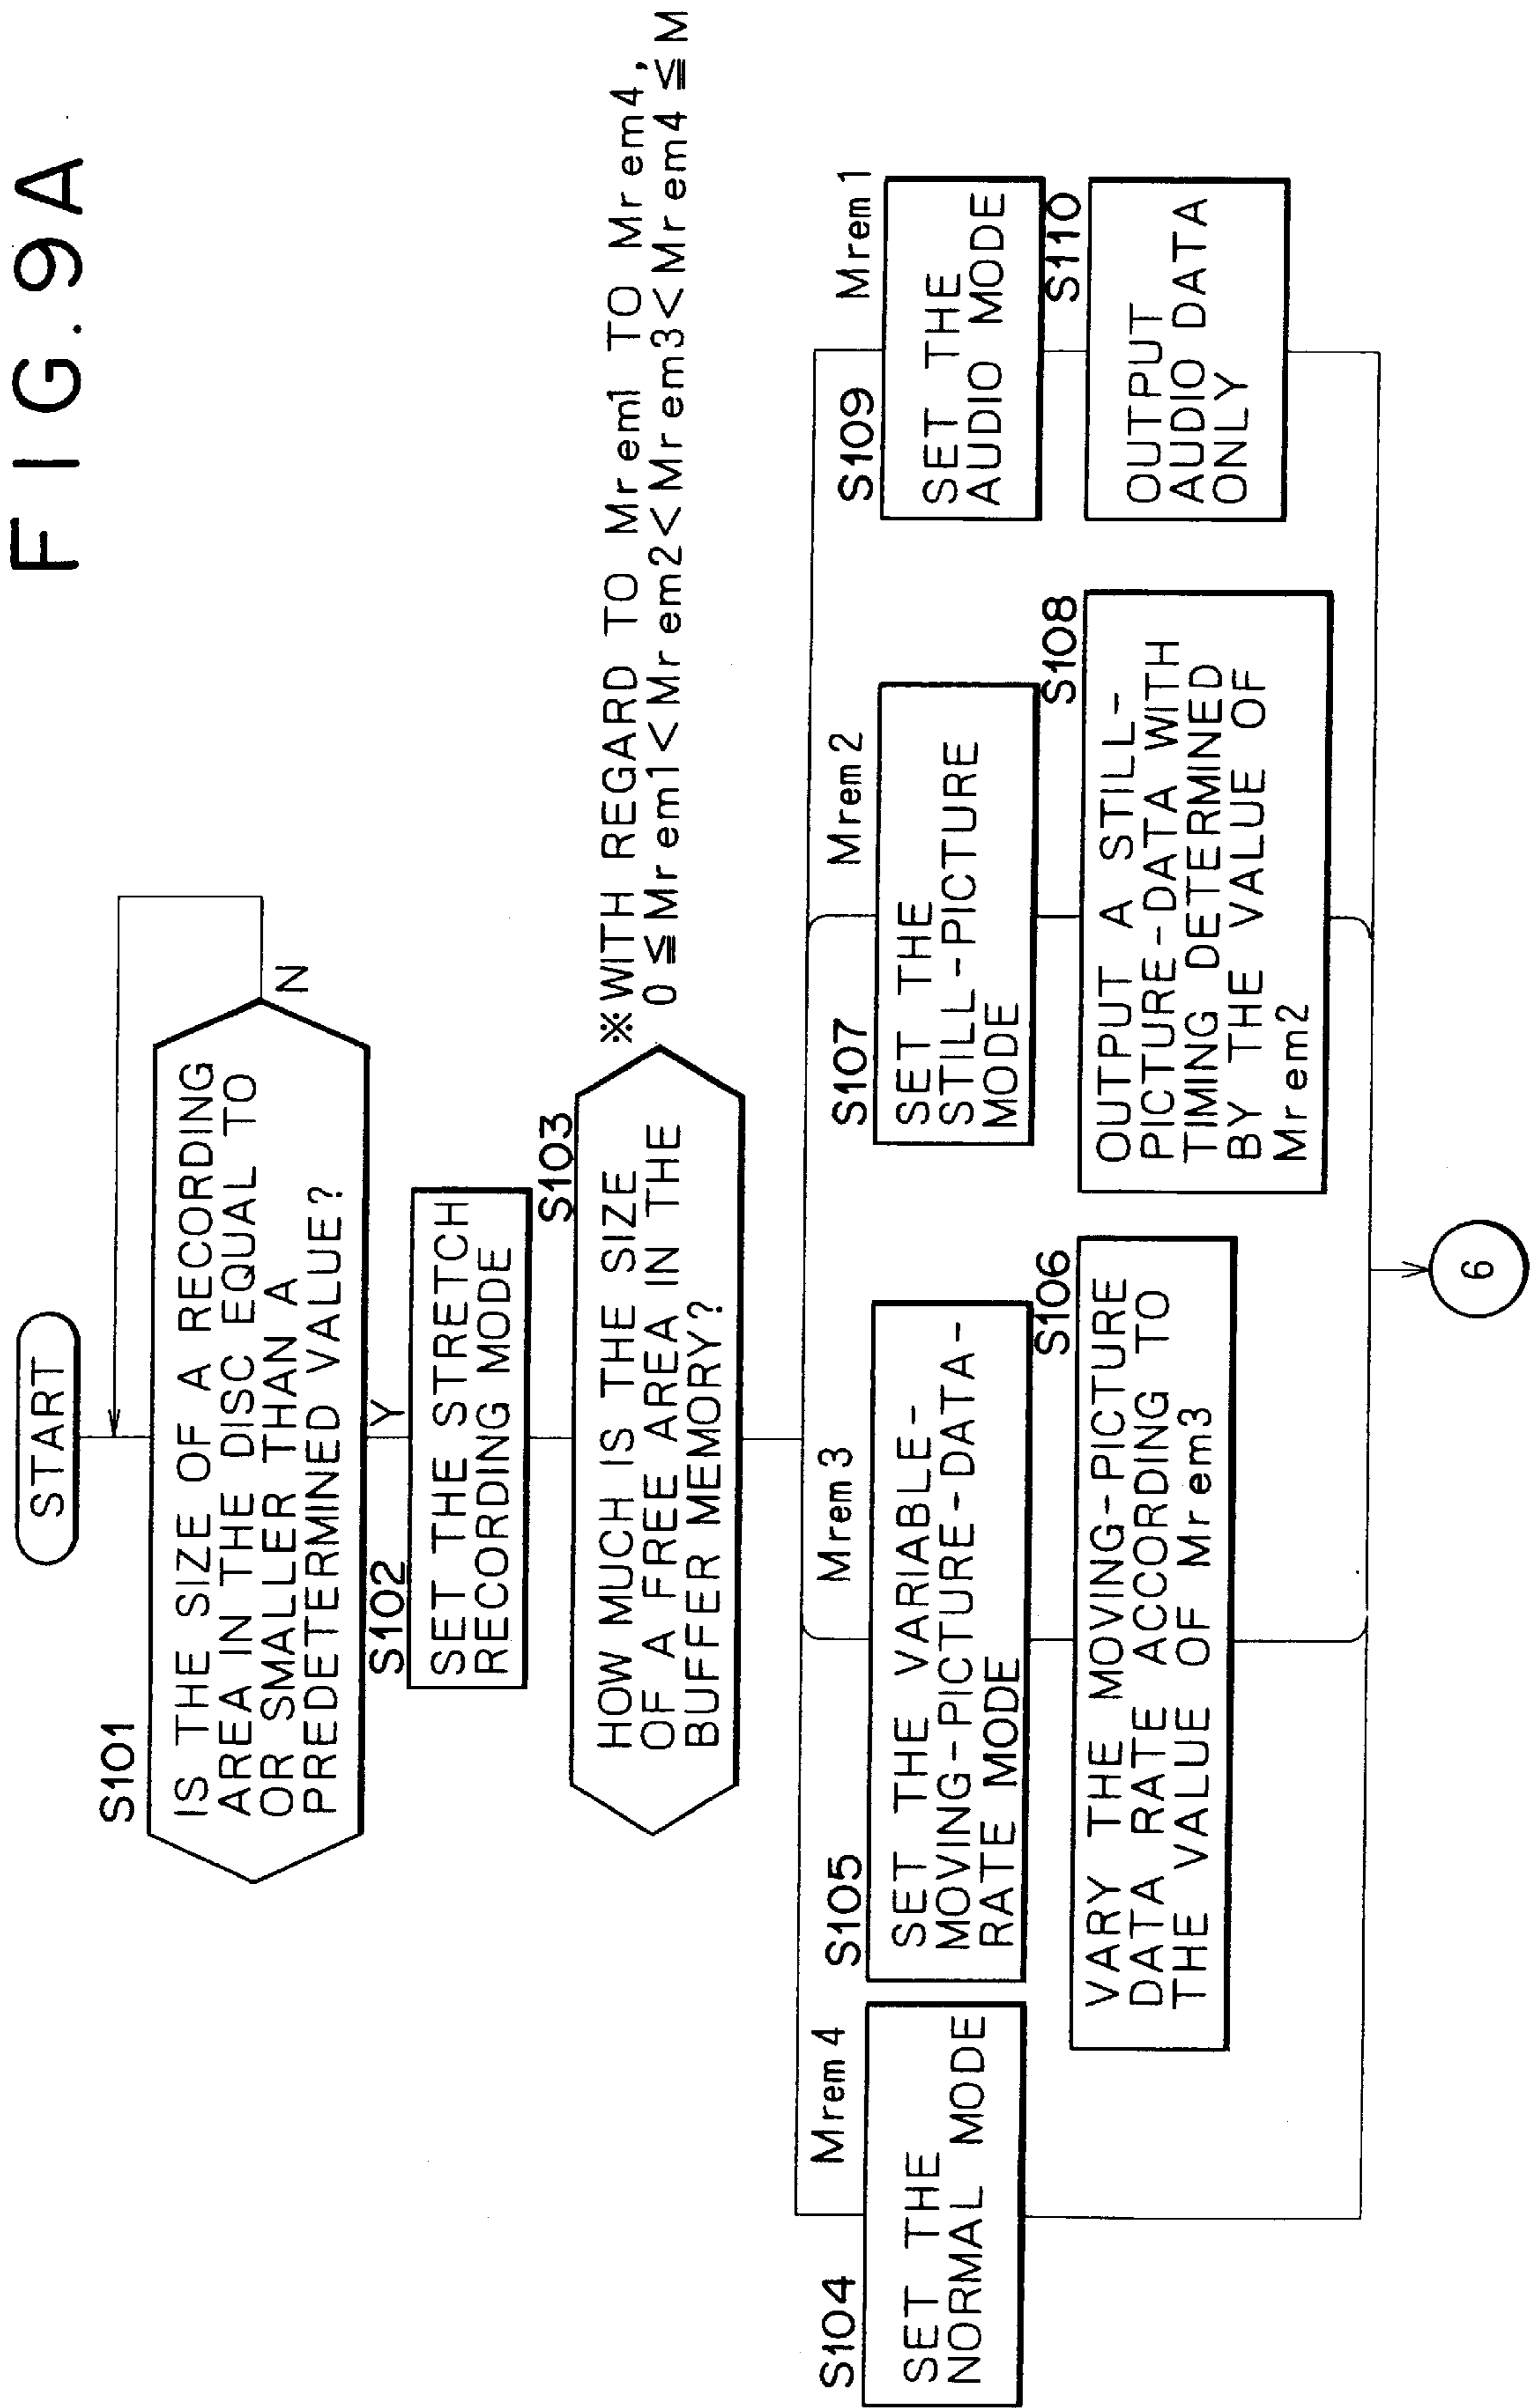 FIG. 9A
START
S101
IS THE SIZE OF A RECORDING
AREA IN THE DISC EQUAL TO
OR SMALLER THAN A
PREDETERMINED VALUE?
N
Y
S102
SET THE STRETCH
RECORDING MODE
S103
HOW MUCH IS THE SIZE
OF A FREE AREA IN THE
BUFFER MEMORY?
※WITH REGARD TO Mrem1 TO Mrem4,
0≦Mrem1<Mrem2<Mrem3<Mrem4≦M
Mrem4
S104
SET THE
NORMAL MODE
Mrem3
S105
SET THE VARIABLE-
MOVING-PICTURE-DATA-
RATE MODE
S106
VARY THE MOVING-PICTURE
DATA RATE ACCORDING TO
THE VALUE OF Mrem3
Mrem2
S107
SET THE
STILL-PICTURE
MODE
S108
OUTPUT A STILL-
PICTURE-DATA WITH
TIMING DETERMINED
BY THE VALUE OF
Mrem2
Mrem1
S109
SET THE
AUDIO MODE
S110
OUTPUT
AUDIO DATA
ONLY
6